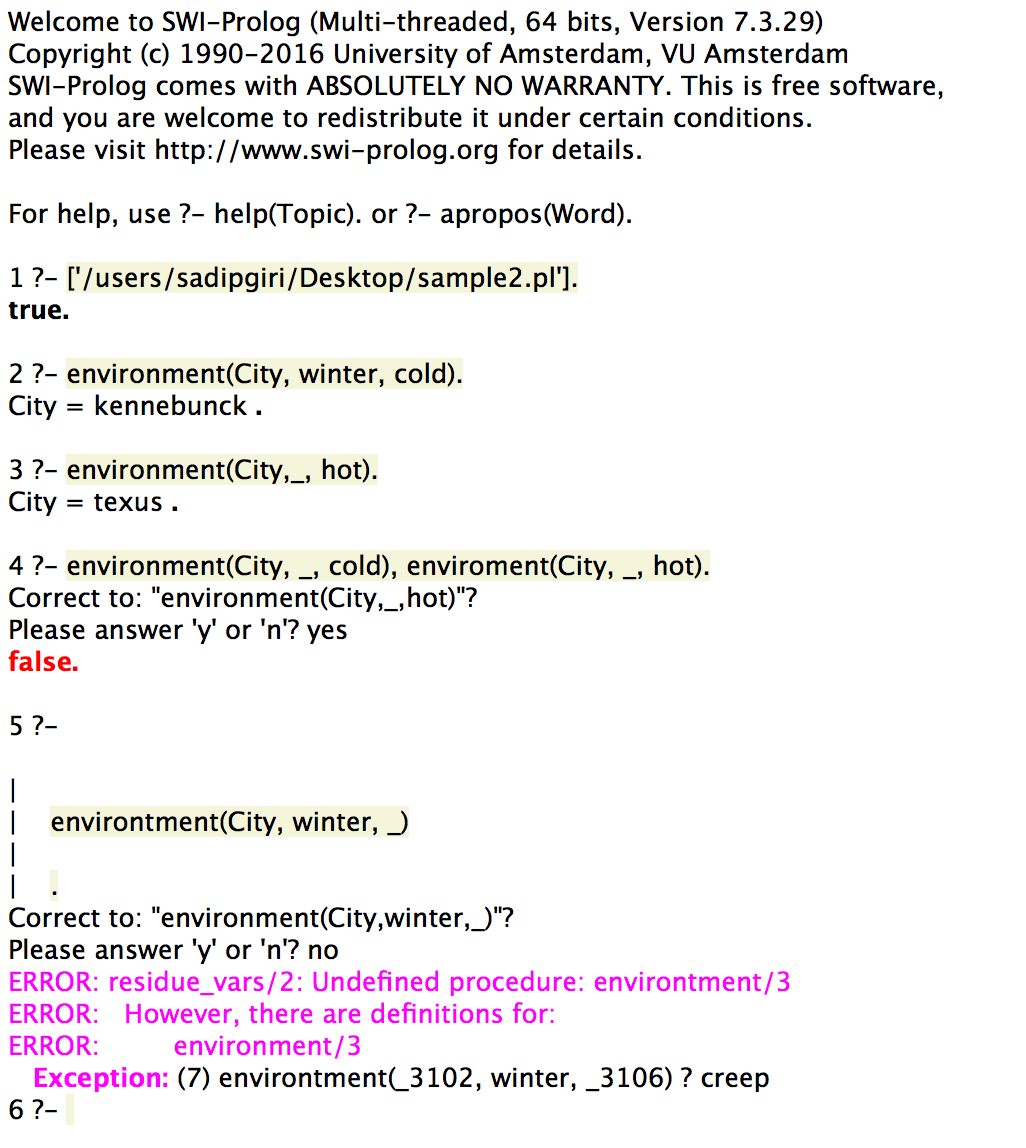 Welcome to SWI-Prolog (Multi-threaded, 64 bits, Version 7.3.29)
Copyright (c) 1990-2016 University of Amsterdam, VU Amsterdam
SWI-Prolog comes with ABSOLUTELY NO WARRANTY. This is free software,
and you are welcome to redistribute it under certain conditions.
Please visit http://www.swi-prolog.org for details.

For help, use ?- help(Topic). or ?- apropos(Word).

1 ?- ['/users/sadipgiri/Desktop/sample2.pl'].
true.

2 ?- environment(City, winter, cold).
City = kennebunck .

3 ?- environment(City,_, hot).
City = texus .

4 ?- environment(City, _, cold), enviroment(City, _, hot).
Correct to: "environment(City,_,hot)"?
Please answer 'y' or 'n'? yes
false.

5 ?-

|
|    environtment(City, winter, _)
|
|    .
Correct to: "environment(City,winter,_)"?
Please answer 'y' or 'n'? no
ERROR: residue_vars/2: Undefined procedure: environtment/3
ERROR:   However, there are definitions for:
ERROR:         environment/3
   Exception: (7) environtment(_3102, winter, _3106) ? creep
6 ?-